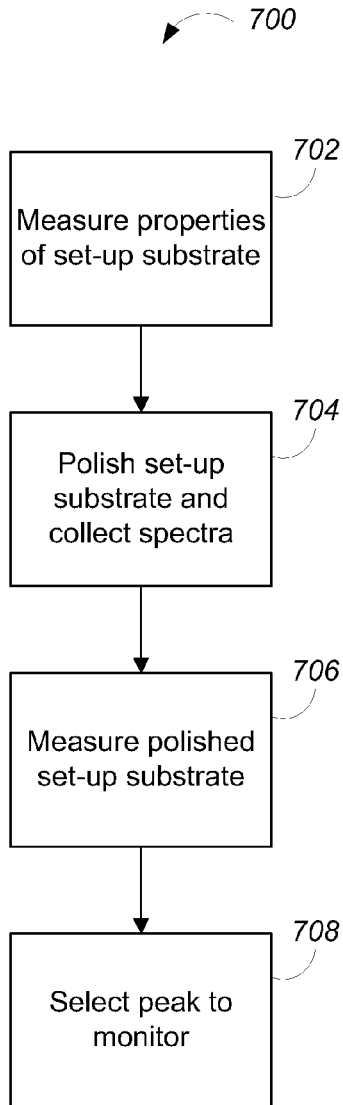 700
702
Measure properties
of set-up substrate
704
Polish set-up
substrate and
collect spectra
706
Measure polished
set-up substrate
708
Select peak to
monitor